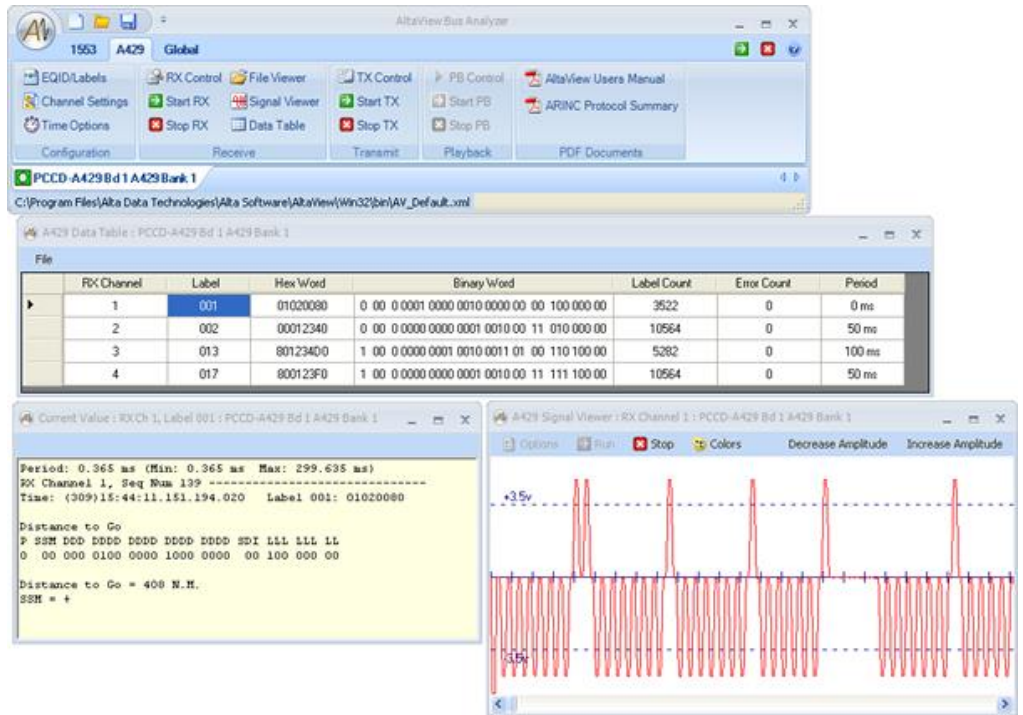 AltaView Bus Analyzer
1553 A429 Global
EQID/Labels RX Control File Viewer TX Control PB Control AltaView Users Manual
Channel Settings Start RX Signal Viewer Start TX Start PB ARINC Protocol Summary
Time Options Stop RX Data Table Stop TX Stop PB
Configuration Receive Transmit Playback PDF Documents
PCCD-A429 Bd 1 A429 Bank 1
C:\Program Files\Alta Data Technologies\Alta Software\AltaView\Win32\bin\AV_Default.xml
A429 Data Table : PCCD-A429 Bd 1 A429 Bank 1
File
RX Channel Label Hex Word Binary Word Label Count Error Count Period
1 001 01020080 0 00 0 0001 0000 0010 0000 00 00 100 000 00 3522 0 0 ms
2 002 00012340 0 00 0 0000 0000 0001 0010 00 11 010 000 00 10564 0 50 ms
3 013 801234D0 1 00 0 0000 0001 0010 0011 01 00 110 100 00 5282 0 100 ms
4 017 800123F0 1 00 0 0000 0000 0001 0010 00 11 111 100 00 10564 0 50 ms
Current Value : RX Ch 1, Label 001 : PCCD-A429 Bd 1 A429 Bank 1
Period: 0.365 ms (Min: 0.365 ms Max: 299.635 ms)
RX Channel 1, Seq Num 139 ------------------------------
Time: (309)15:44:11.151.194.020 Label 001: 01020080
Distance to Go
P SSM DDD DDDD DDDD DDDD DDDD SDI LLL LLL LL
0 00 000 0100 0000 1000 0000 00 100 000 00
Distance to Go = 408 N.M.
SSM = +
A429 Signal Viewer : RX Channel 1 : PCCD-A429 Bd 1 A429 Bank 1
Options Run Stop Colors Decrease Amplitude Increase Amplitude
+3.5v
-3.5v